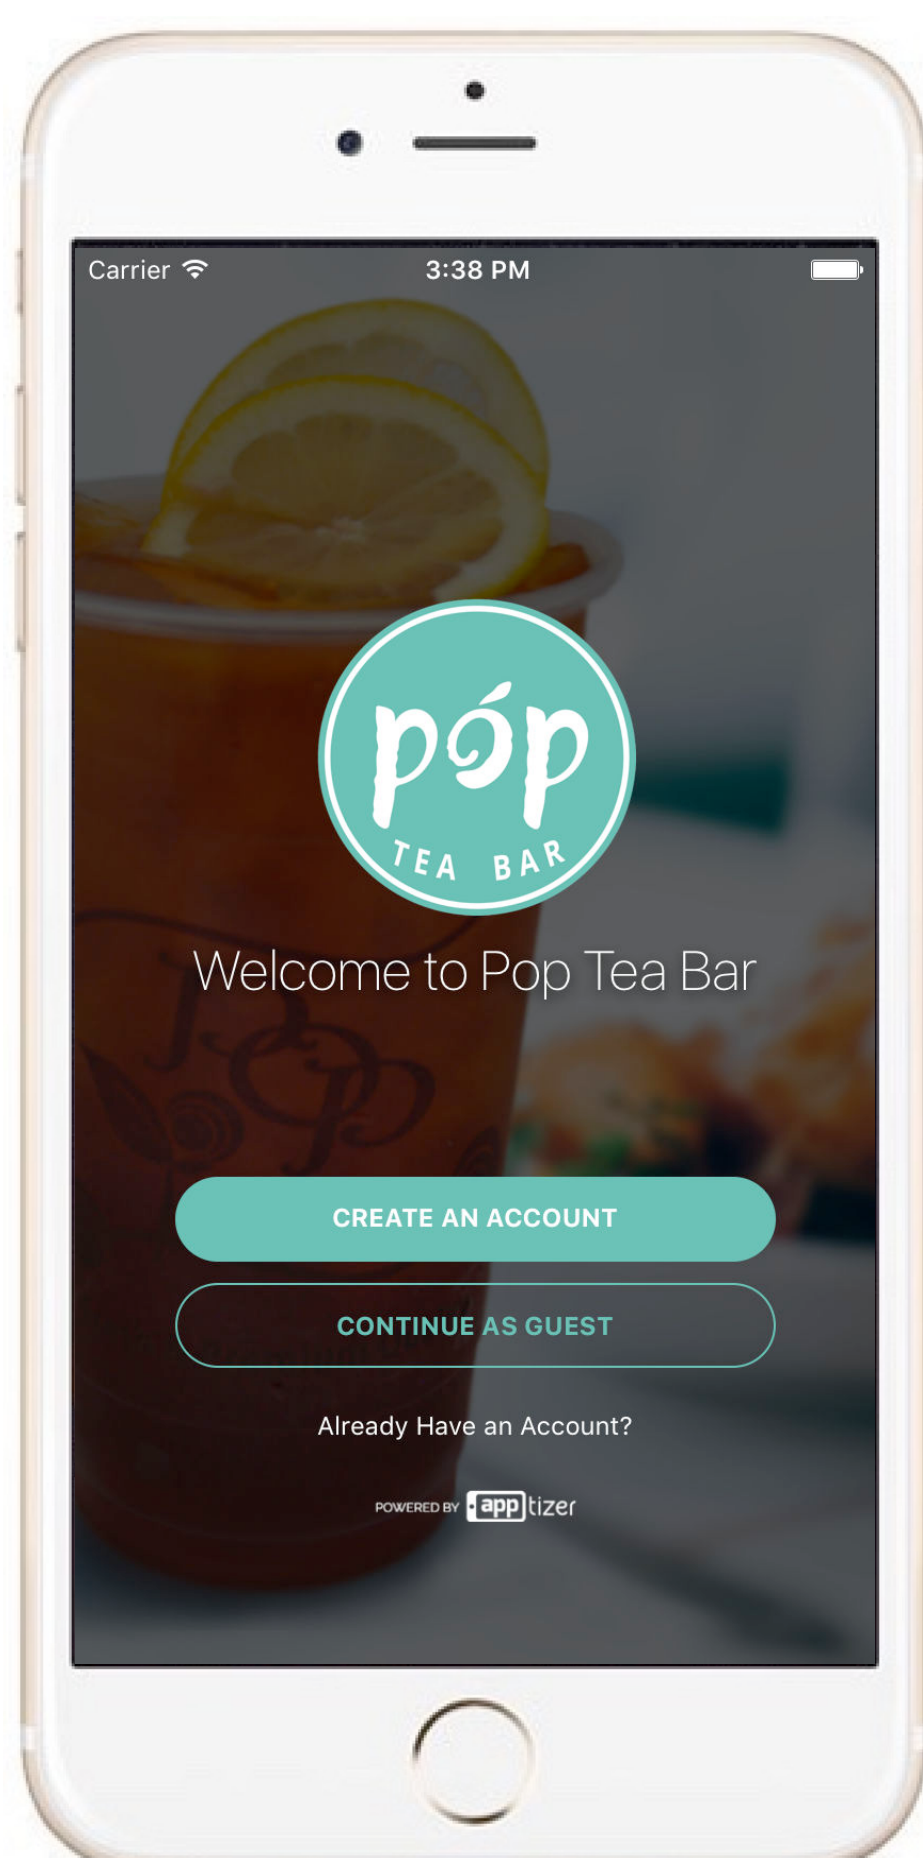 Carrier
3:38 PM
póp
TEA BAR
Welcome to Pop Tea Bar
POP
CREATE AN ACCOUNT
CONTINUE AS GUEST
Already Have an Account?
POWERED BY apptizer